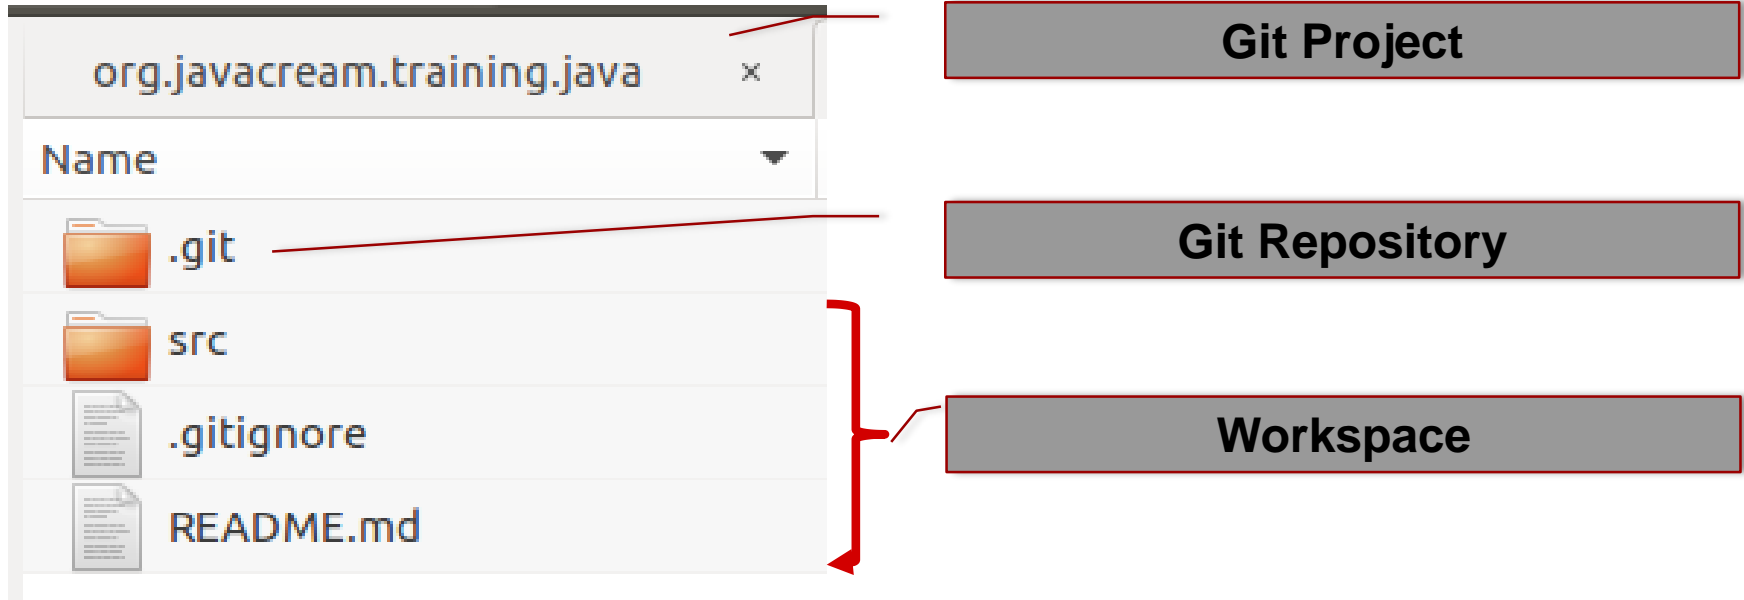 Git Project
org.javacream.training.java ×
Name
Git Repository
.git
src
.gitignore
Workspace
README.md